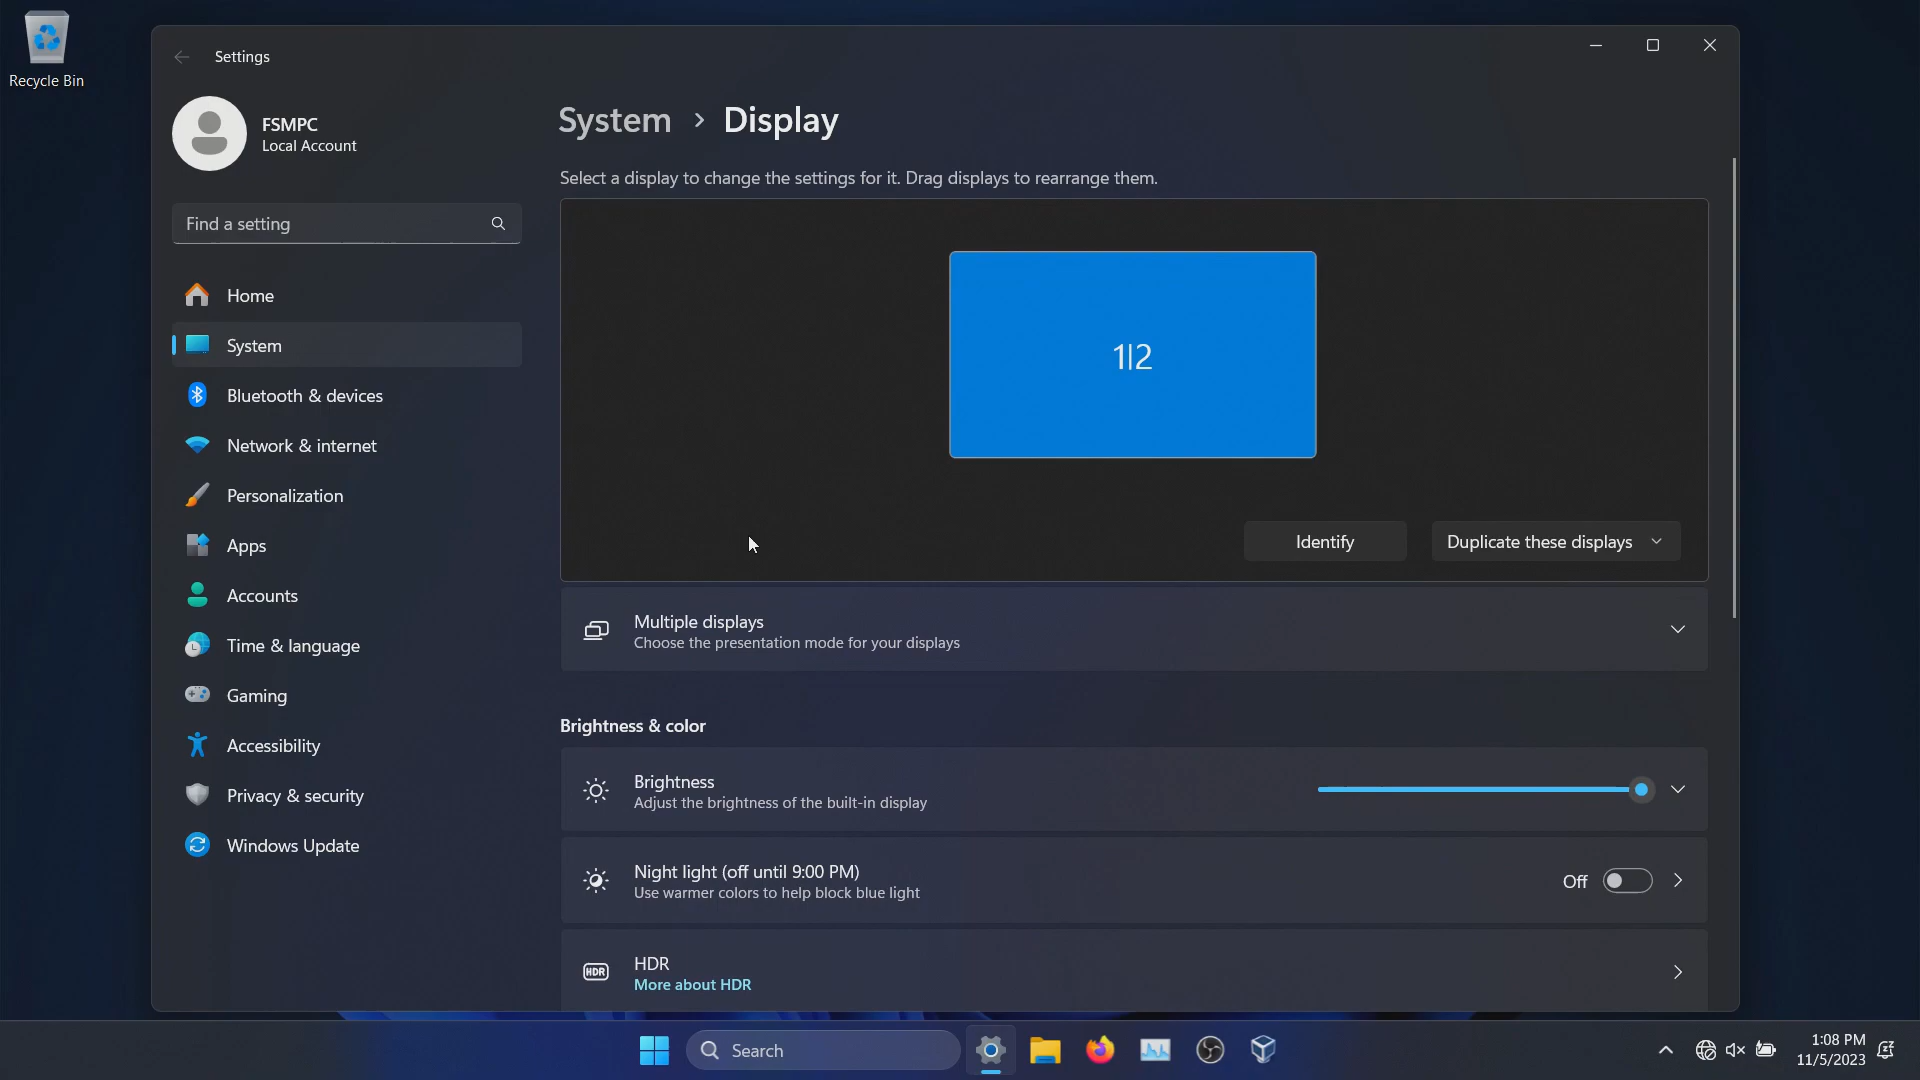 Recycle Bin
Settings
FSMPC
Local Account
Find a setting
Home
System
Bluetooth & devices
Network & internet
Personalization
Apps
Accounts
Time & language
Gaming
Accessibility
Privacy & security
Windows Update
System > Display
Select a display to change the settings for it. Drag displays to rearrange them.
1|2
Identify
Duplicate these displays
Multiple displays
Choose the presentation mode for your displays
Brightness & color
Brightness
Adjust the brightness of the built-in display
Night light (off until 9:00 PM)
Use warmer colors to help block blue light
Off
HDR
HDR
More about HDR
Search
1:08 PM
11/5/2023